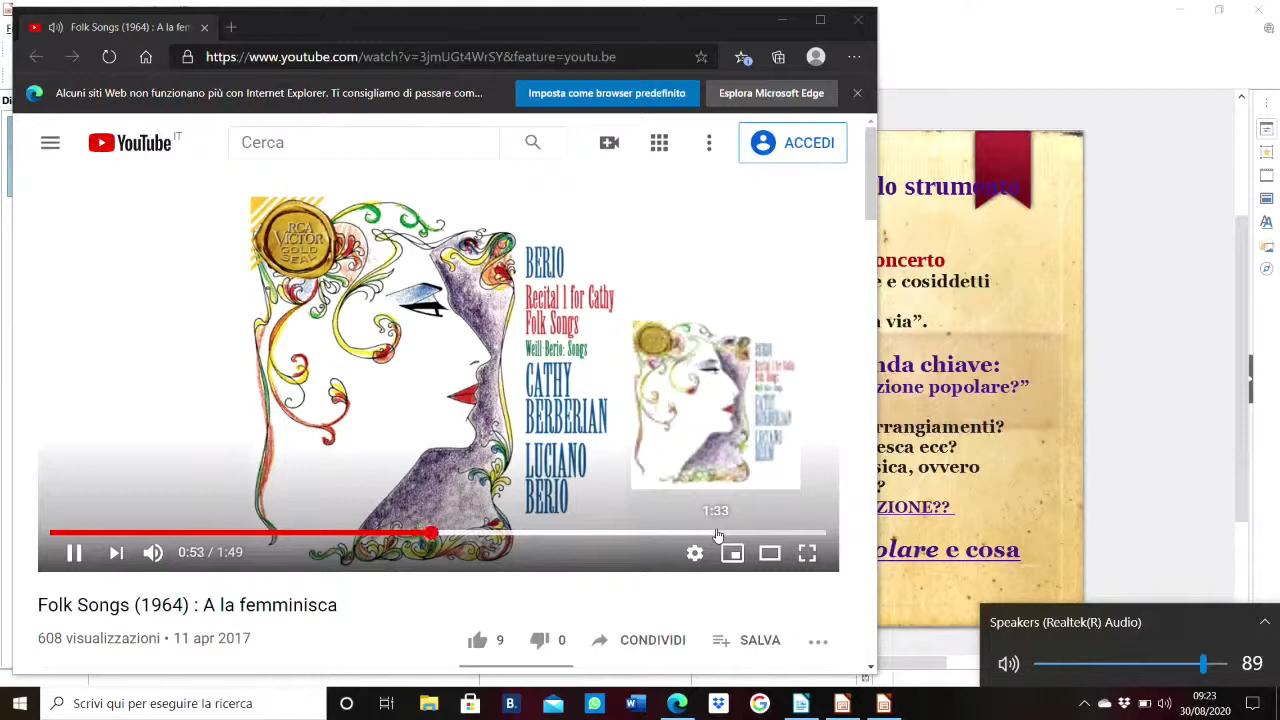 Folk Songs (1964) : A la fem
https://www.youtube.com/watch?v=3jmUGt4WrSY&feature=youtu.be
Alcuni siti Web non funzionano più con Internet Explorer. Ti consigliamo di passare com...
Imposta come browser predefinito
Esplora Microsoft Edge
YouTube IT
Cerca
ACCEDI
RCA
VICTOR
GOLD
SEAL
BERIO
Recital 1 for Cathy
Folk Songs
Weill-Berio: Songs
CATHY
BERBERIAN
LUCIANO
BERIO
1:33
0:53 / 1:49
Folk Songs (1964) : A la femminisca
608 visualizzazioni • 11 apr 2017
9
0
CONDIVIDI
SALVA
lo strumento
oncerto
e e cosiddetti
a via”.
nda chiave:
zione popolare?”
rrangiamenti?
esca ecc?
sica, ovvero
?
ZIONE??
olare e cosa
Speakers (Realtek(R) Audio)
89
Scrivi qui per eseguire la ricerca
09:23
30/08/2020